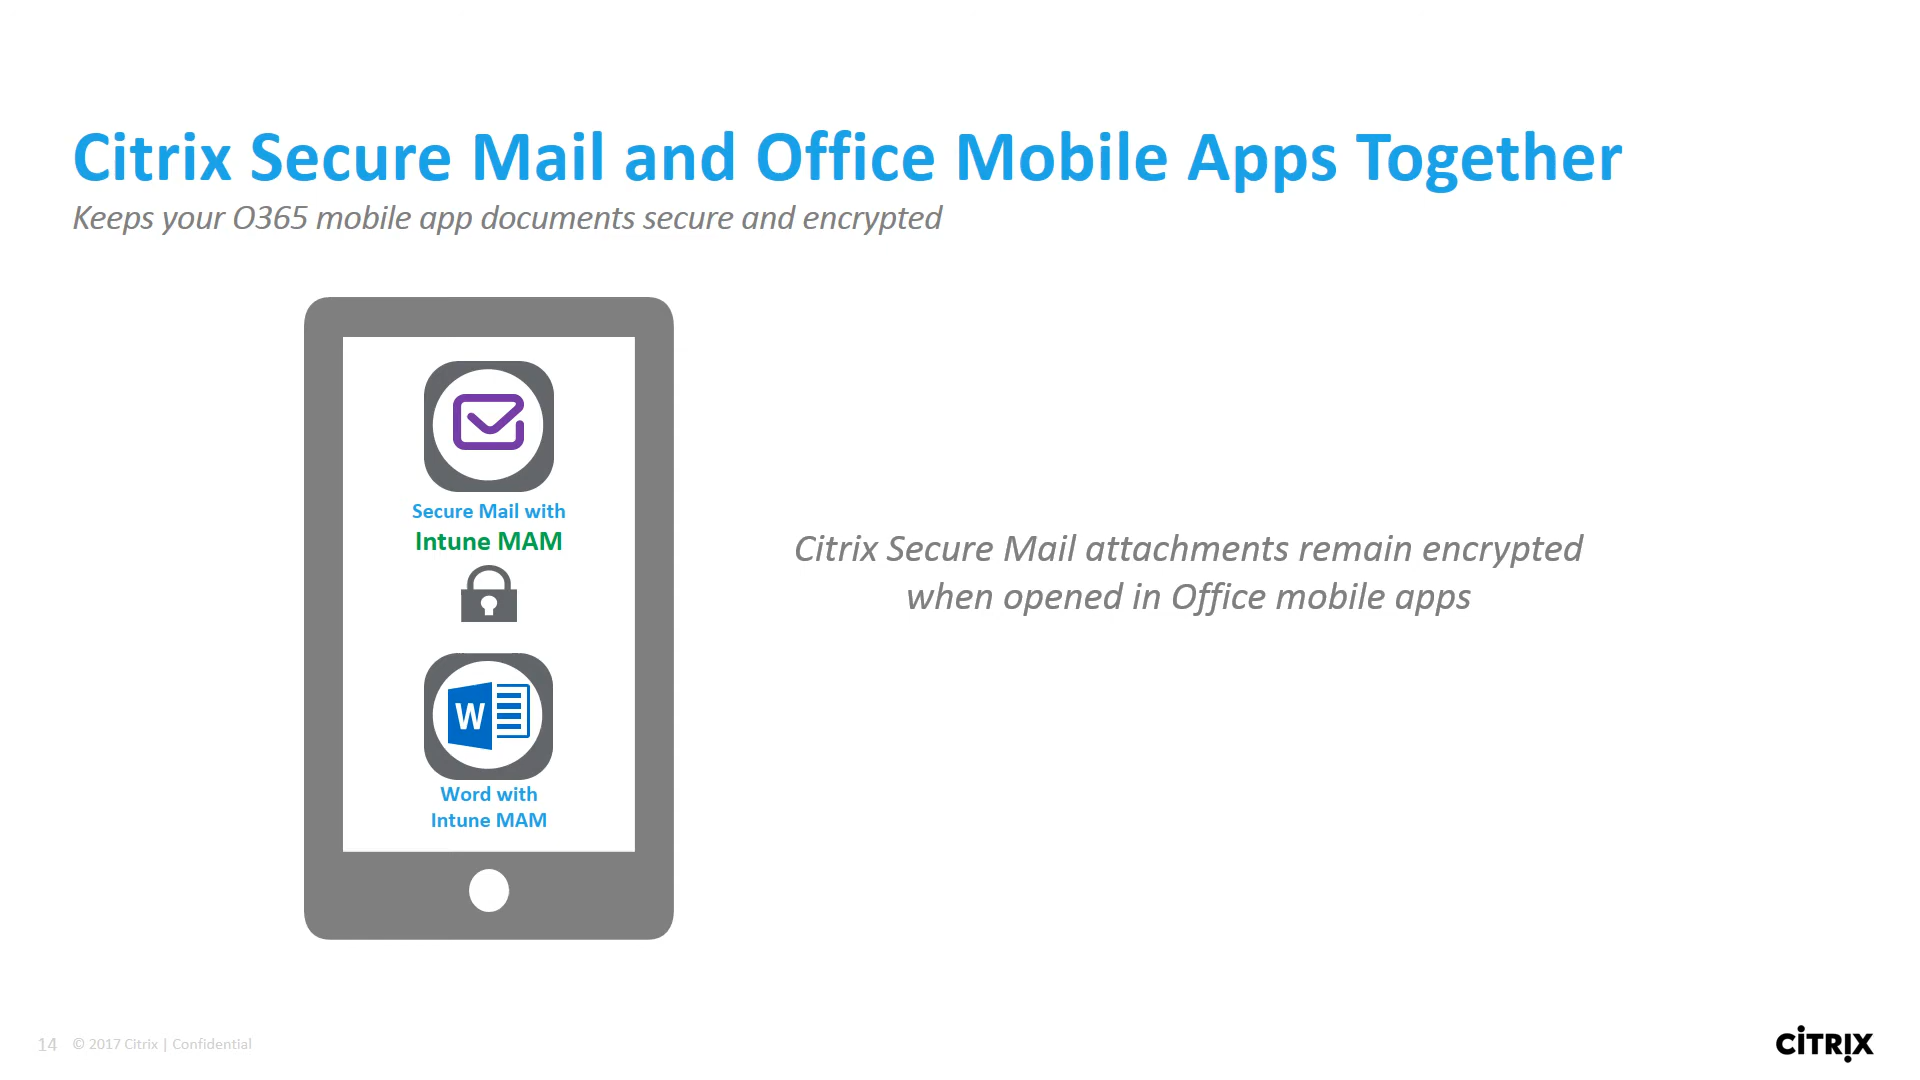 Citrix Secure Mail and Office Mobile Apps Together
Keeps your O365 mobile app documents secure and encrypted
Secure Mail with
Intune MAM
W
Word with
Intune MAM
Citrix Secure Mail attachments remain encrypted
when opened in Office mobile apps
14 © 2017 Citrix | Confidential
CiTRiX